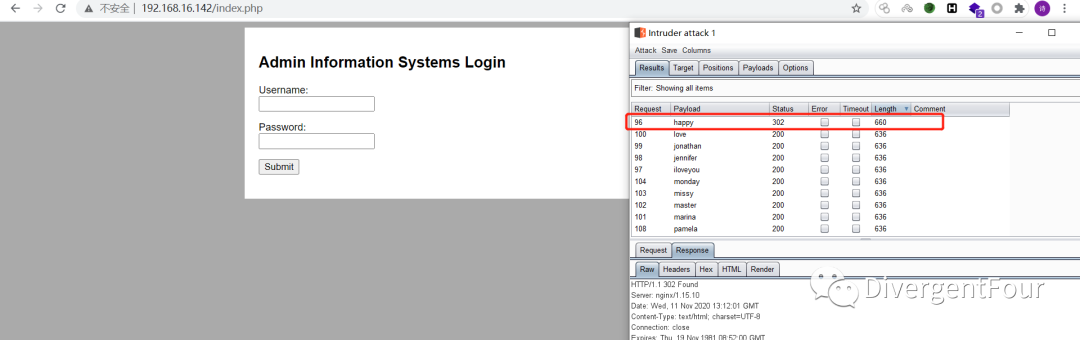 不安全 | 192.168.16.142/index.php
2
诗
Admin Information Systems Login
Username:
Password:
Submit
Intruder attack 1
Attack Save Columns
Results Target Positions Payloads Options
Filter: Showing all items
Request Payload Status Error Timeout Length Comment
96 happy 302 660
100 love 200 636
99 jonathan 200 636
98 jennifer 200 636
97 iloveyou 200 636
104 monday 200 636
103 missy 200 636
102 master 200 636
101 marina 200 636
108 pamela 200 636
Request Response
Raw Headers Hex HTML Render
HTTP/1.1 302 Found
Server: nginx/1.15.10
Date: Wed, 11 Nov 2020 13:12:01 GMT
Content-Type: text/html; charset=UTF-8
Connection: close
Expires: Thu, 19 Nov 1981 08:52:00 GMT
DivergentFour